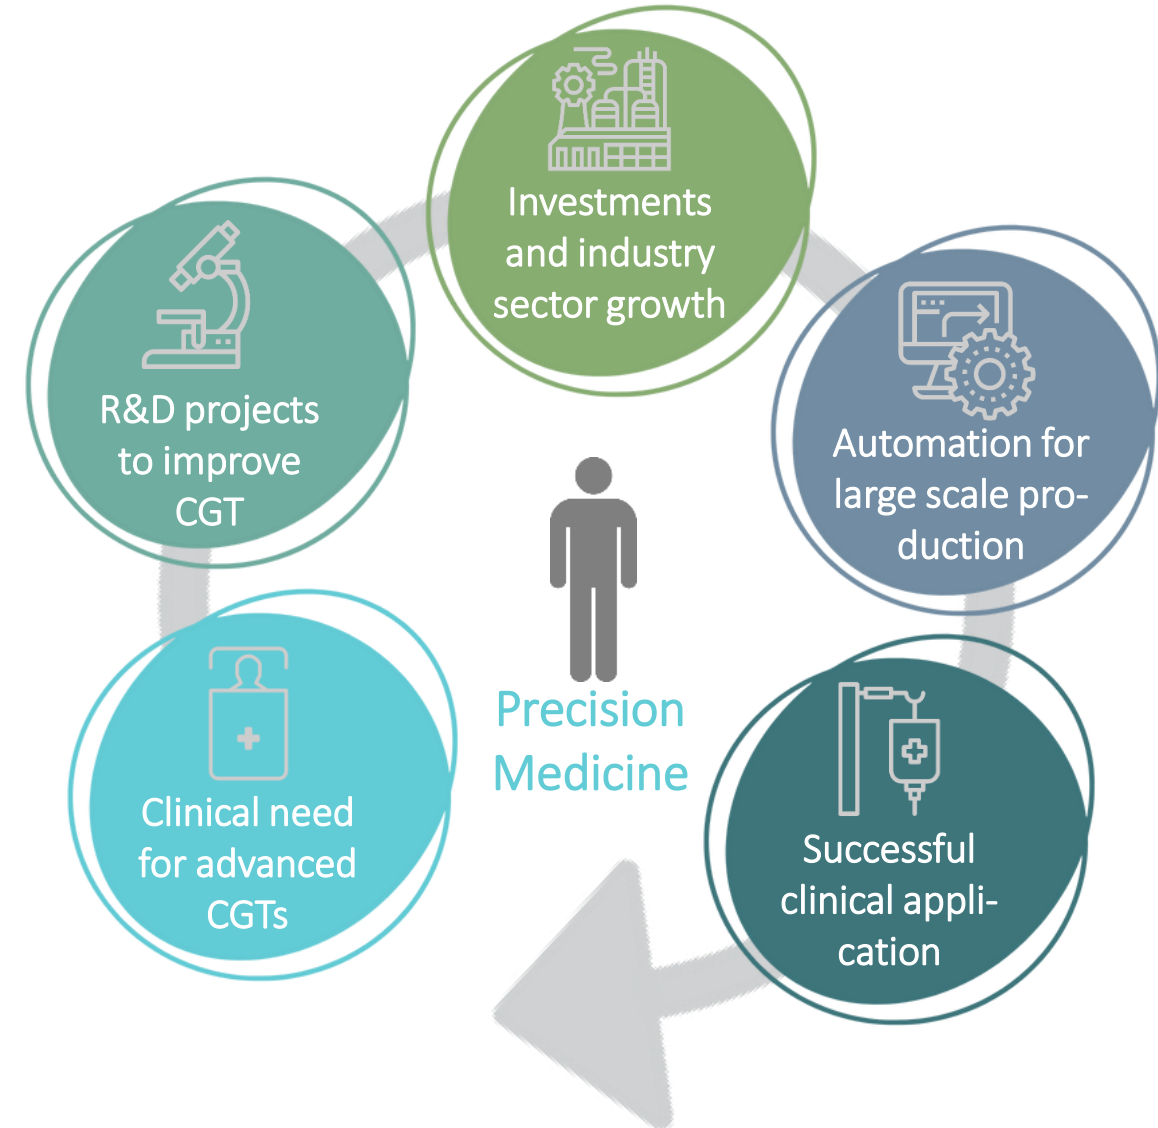 Investments
and industry
sector growth
R&D projects
to improve
CGT
Automation for
large scale pro-
duction
Precision
Medicine
Clinical need
for advanced
CGTs
Successful
clinical appli-
cation